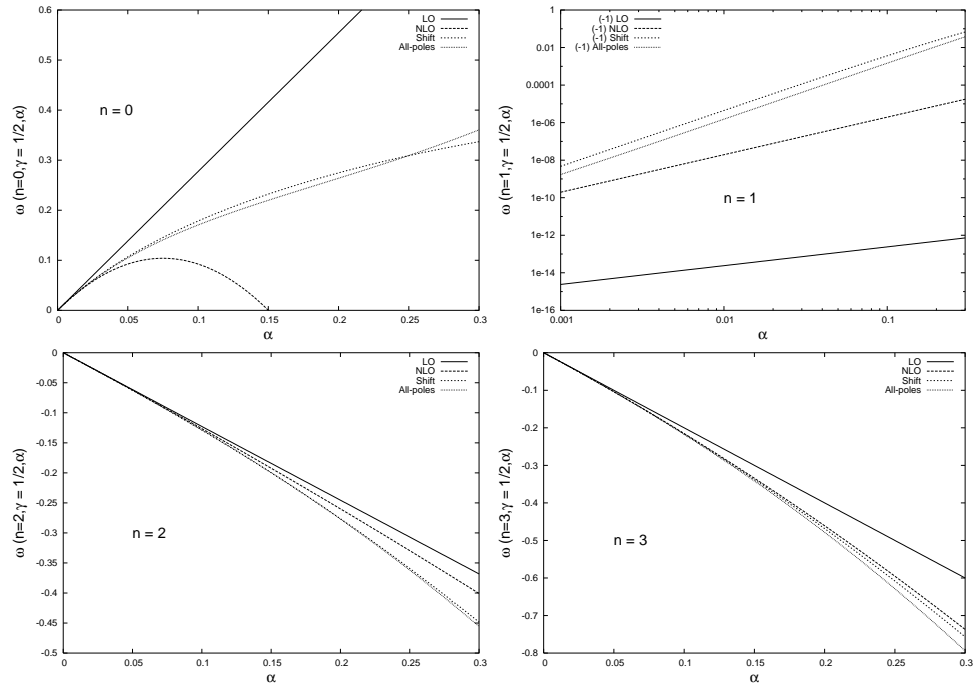 0.6
0.5
0.4
0.3
0.2
0.1
0
0
0.05
0.1
0.15
0.2
0.25
0.3
ω (n=0,γ = 1/2,α)
α
n = 0
LO
NLO
Shift
All-poles
1
0.01
0.0001
1e-06
1e-08
1e-10
1e-12
1e-14
1e-16
0.001
0.01
0.1
ω (n=1,γ = 1/2,α)
α
n = 1
(-1) LO
(-1) NLO
(-1) Shift
(-1) All-poles
0
-0.05
-0.1
-0.15
-0.2
-0.25
-0.3
-0.35
-0.4
-0.45
-0.5
0
0.05
0.1
0.15
0.2
0.25
0.3
ω (n=2,γ = 1/2,α)
α
n = 2
LO
NLO
Shift
All-poles
0
-0.1
-0.2
-0.3
-0.4
-0.5
-0.6
-0.7
-0.8
0
0.05
0.1
0.15
0.2
0.25
0.3
ω (n=3,γ = 1/2,α)
α
n = 3
LO
NLO
Shift
All-poles